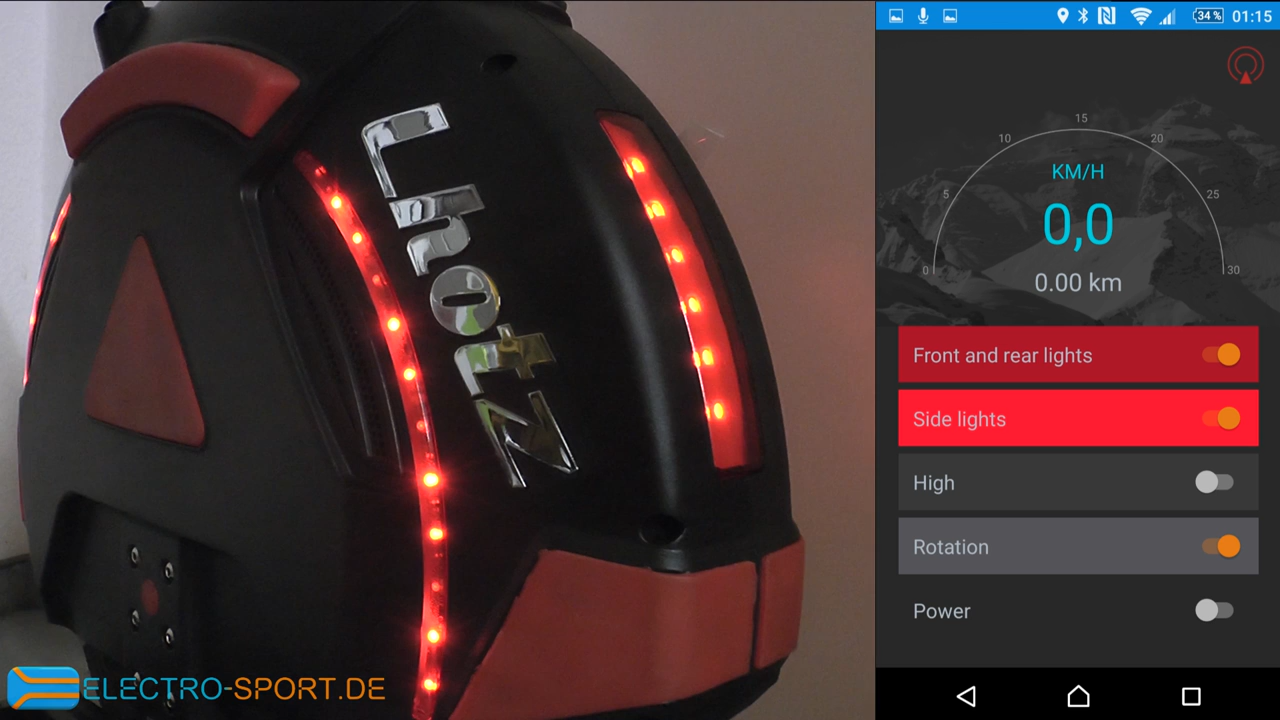 Lhotz
ELECTRO-SPORT.DE
34 %
01:15
0
5
10
15
20
25
30
KM/H
0,0
0.00 km
Front and rear lights
Side lights
High
Rotation
Power